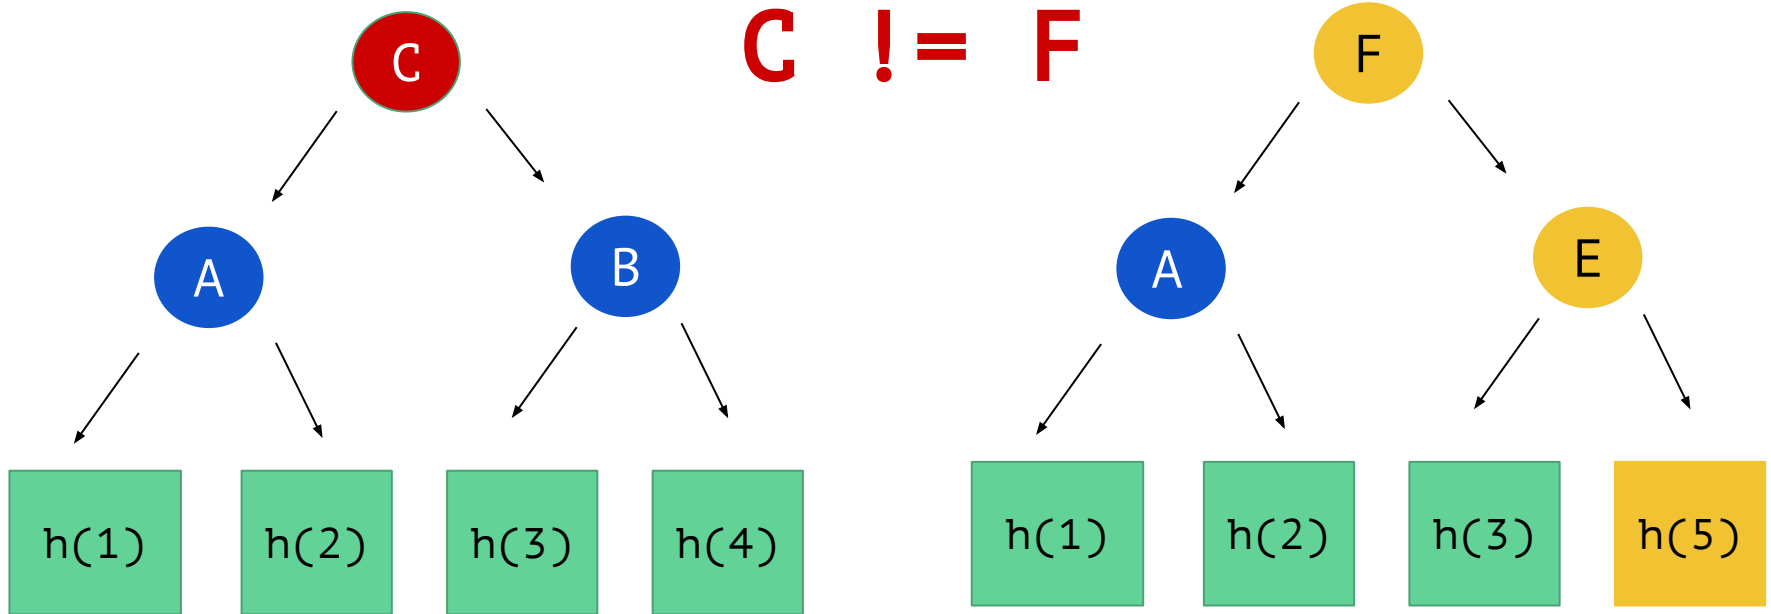 C
C != F
F
A
B
A
E
h(1)
h(2)
h(3)
h(4)
h(1)
h(2)
h(3)
h(5)